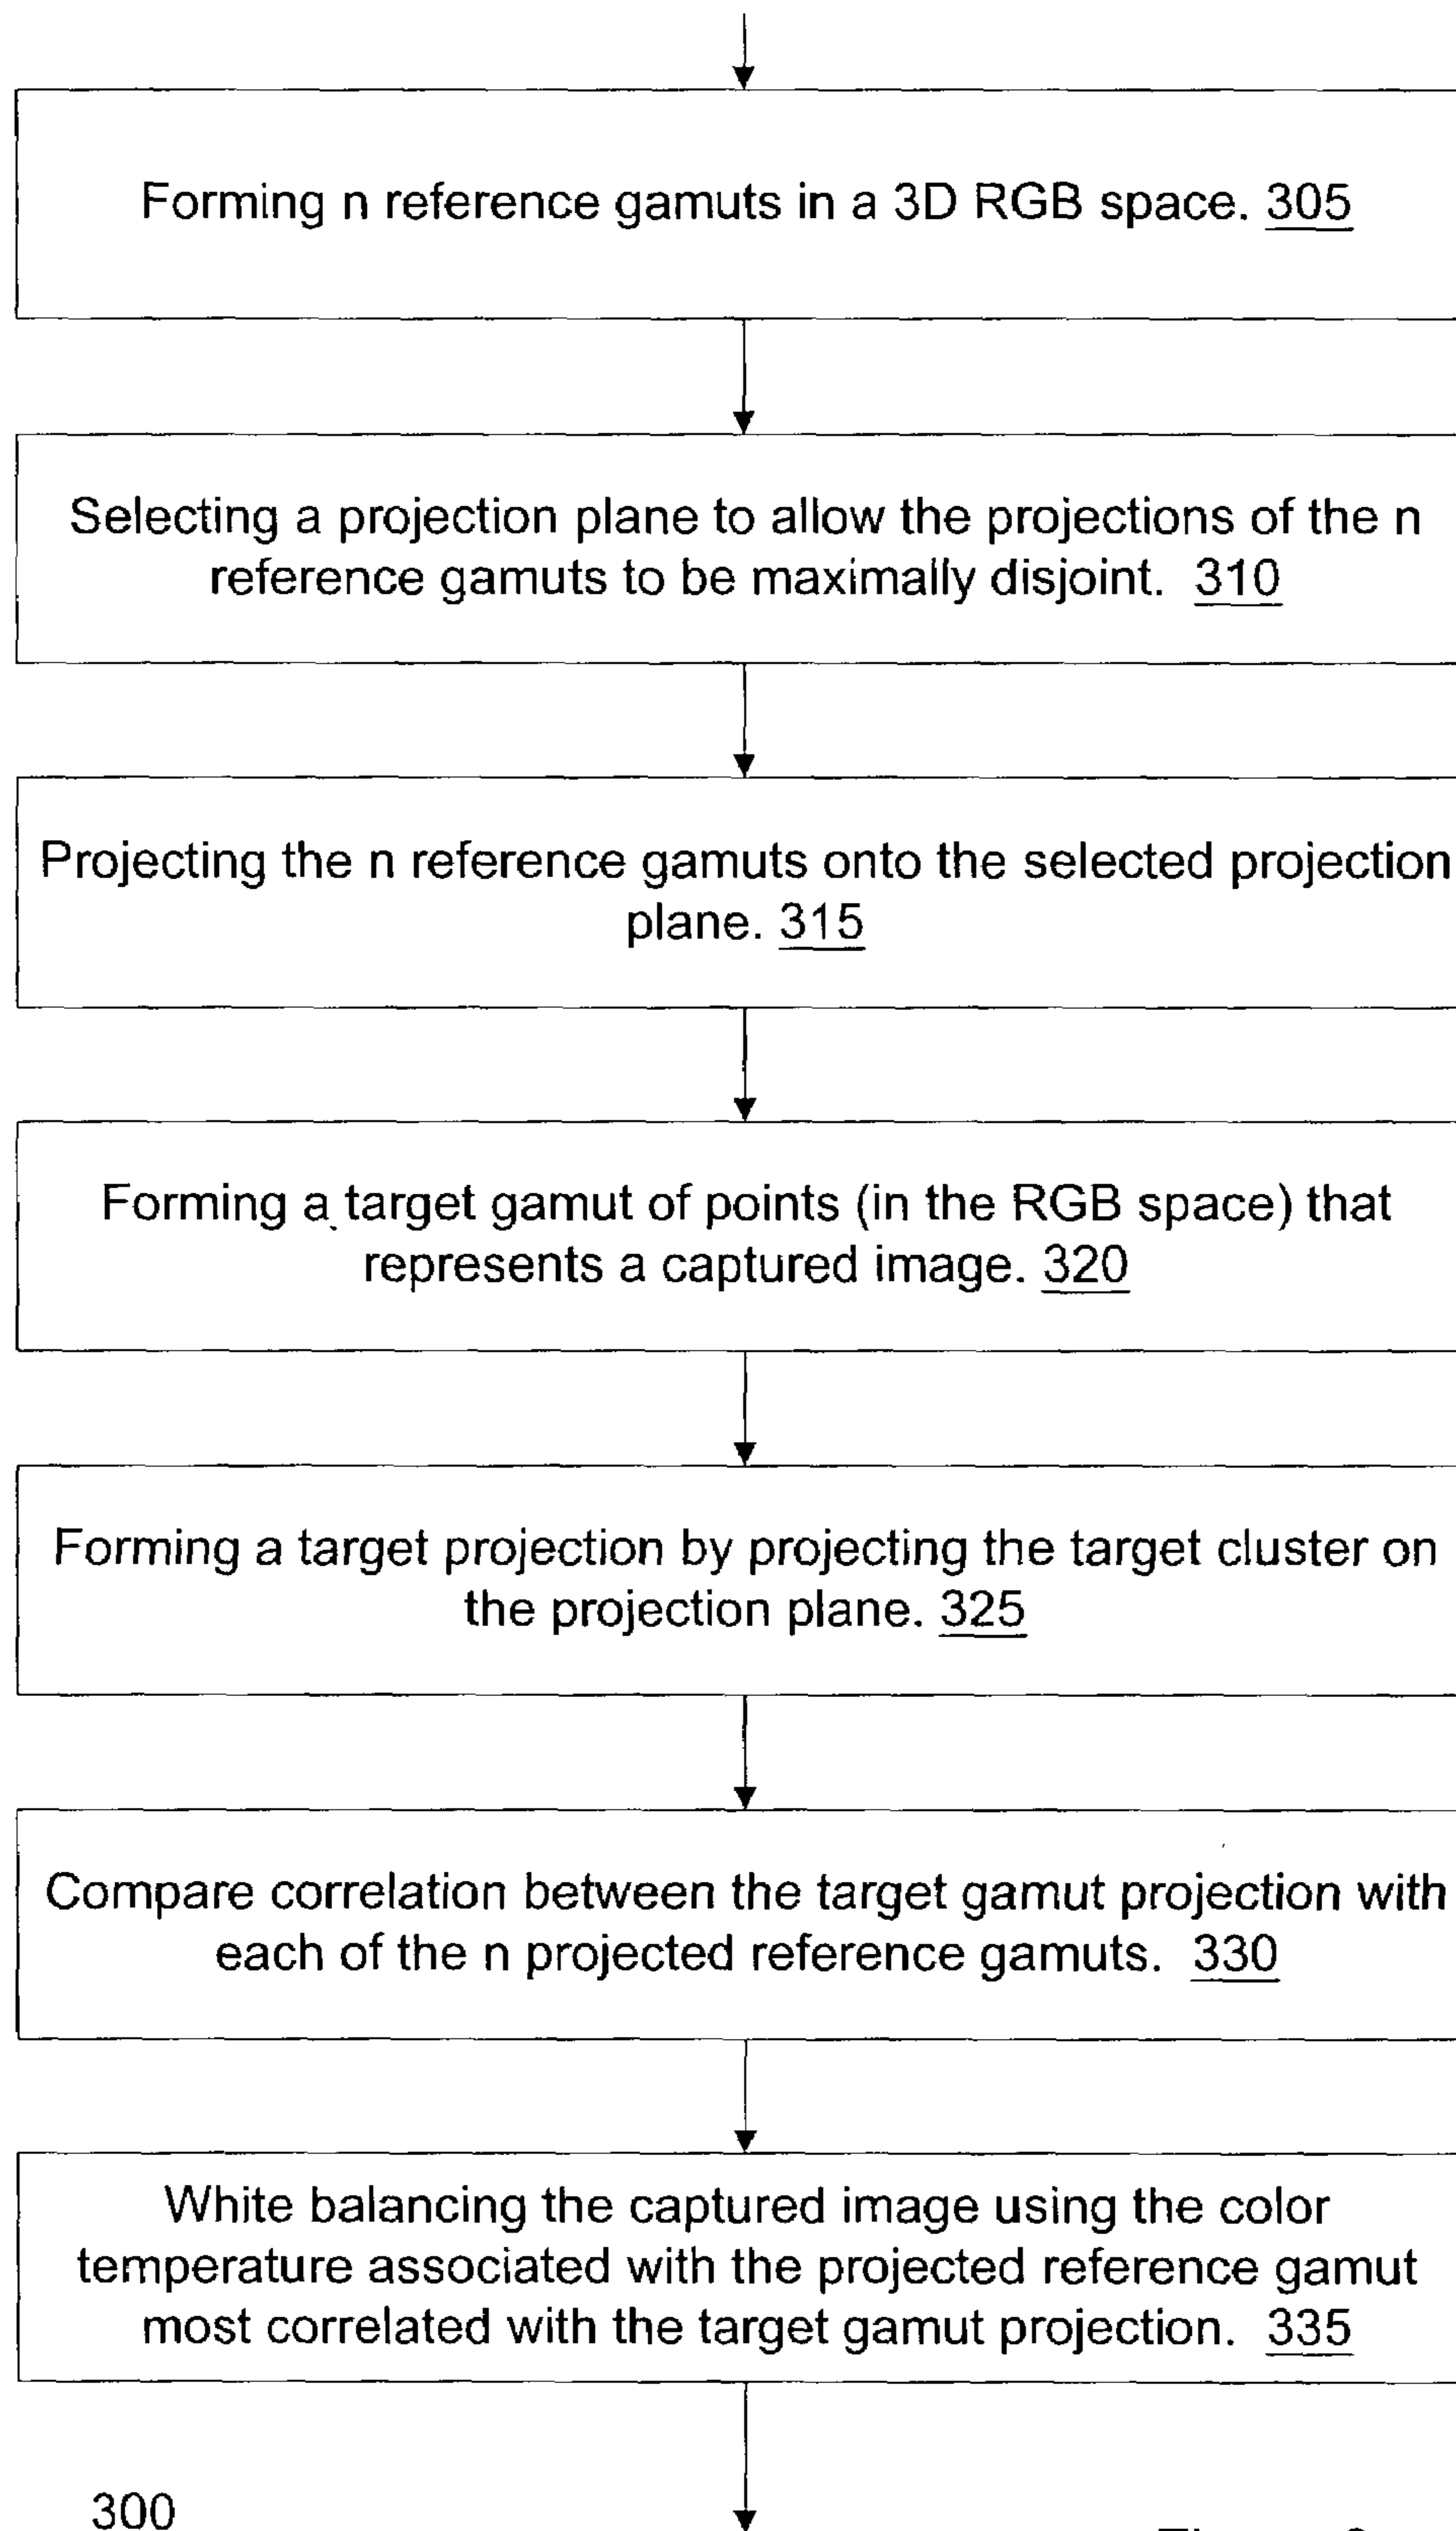 Forming n reference gamuts in a 3D RGB space. 305
Selecting a projection plane to allow the projections of the n
reference gamuts to be maximally disjoint. 310
Projecting the n reference gamuts onto the selected projection
plane. 315
Forming a target gamut of points (in the RGB space) that
represents a captured image. 320
Forming a target projection by projecting the target cluster on
the projection plane. 325
Compare correlation between the target gamut projection with
each of the n projected reference gamuts. 330
White balancing the captured image using the color
temperature associated with the projected reference gamut
most correlated with the target gamut projection. 335
300